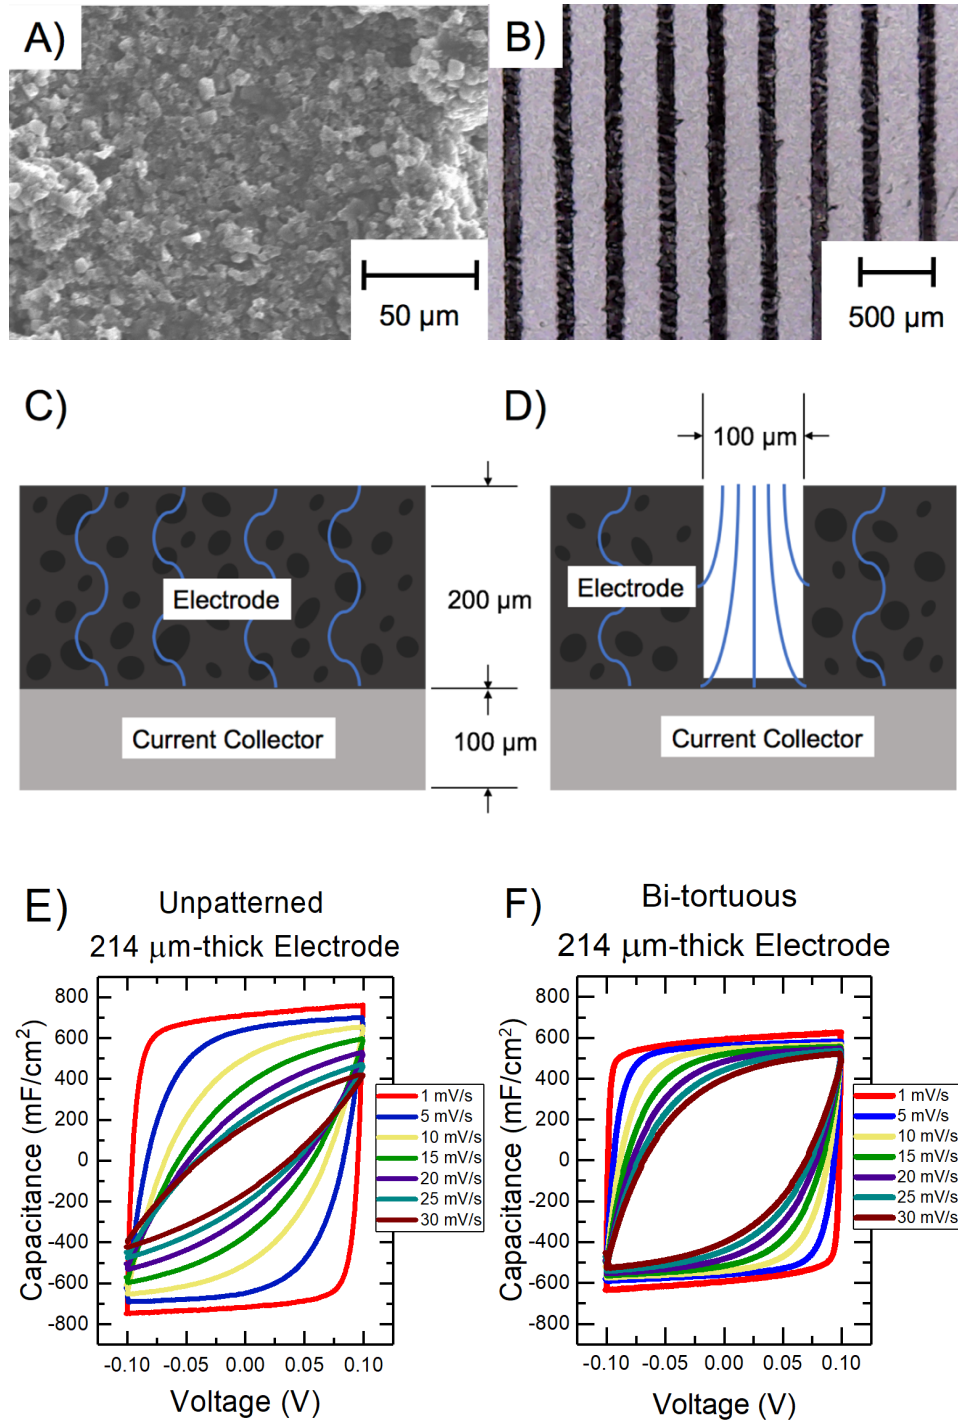 A)
50 µm
B)
500 µm
C)
Electrode
Current Collector
200 µm
100 µm
D)
100 µm
Electrode
Current Collector
E)
Unpatterned
214 µm-thick Electrode
Capacitance (mF/cm²)
800
600
400
200
0
-200
-400
-600
-800
1 mV/s
5 mV/s
10 mV/s
15 mV/s
20 mV/s
25 mV/s
30 mV/s
-0.10 -0.05 0.00 0.05 0.10
Voltage (V)
F)
Bi-tortuous
214 µm-thick Electrode
Capacitance (mF/cm²)
800
600
400
200
0
-200
-400
-600
-800
1 mV/s
5 mV/s
10 mV/s
15 mV/s
20 mV/s
25 mV/s
30 mV/s
-0.10 -0.05 0.00 0.05 0.10
Voltage (V)